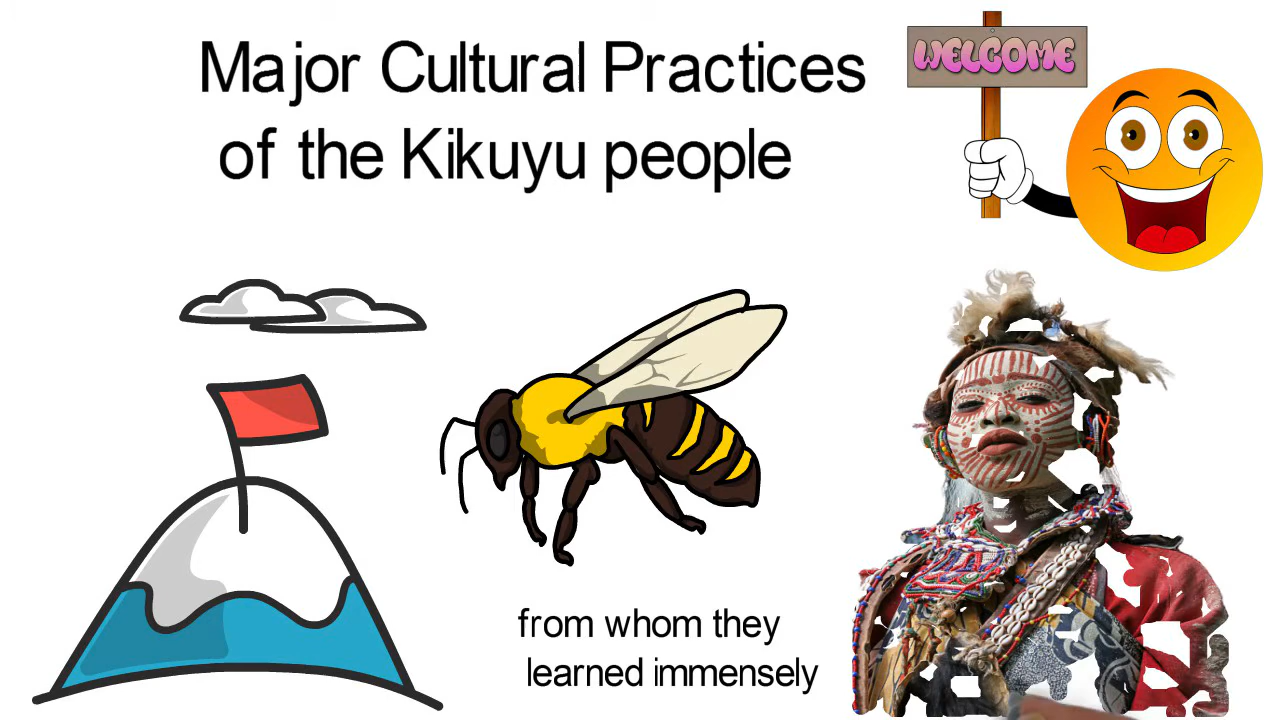 Major Cultural Practices
of the Kikuyu people
WELCOME
from whom they
learned immensely